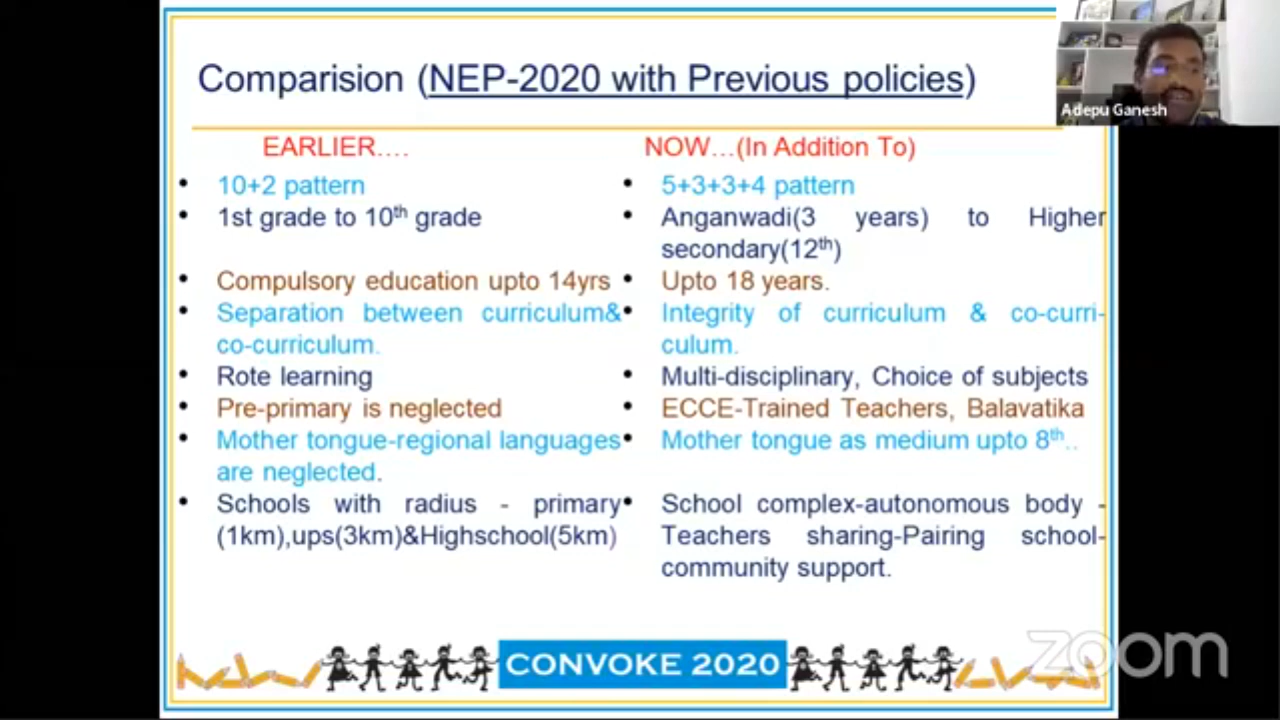 Comparision (NEP-2020 with Previous policies)
Adepu Ganesh
EARLIER....
• 10+2 pattern
• 1st grade to 10th grade
• Compulsory education upto 14yrs
• Separation between curriculum&
co-curriculum.
• Rote learning
• Pre-primary is neglected
• Mother tongue-regional languages
are neglected.
• Schools with radius - primary
(1km),ups(3km)&Highschool(5km)
NOW...(In Addition To)
• 5+3+3+4 pattern
• Anganwadi(3 years) to Higher
secondary(12th)
• Upto 18 years.
• Integrity of curriculum & co-curri-
culum.
• Multi-disciplinary, Choice of subjects
• ECCE-Trained Teachers, Balavatika
• Mother tongue as medium upto 8th..
• School complex-autonomous body -
Teachers sharing-Pairing school-
community support.
CONVOKE 2020
zoom